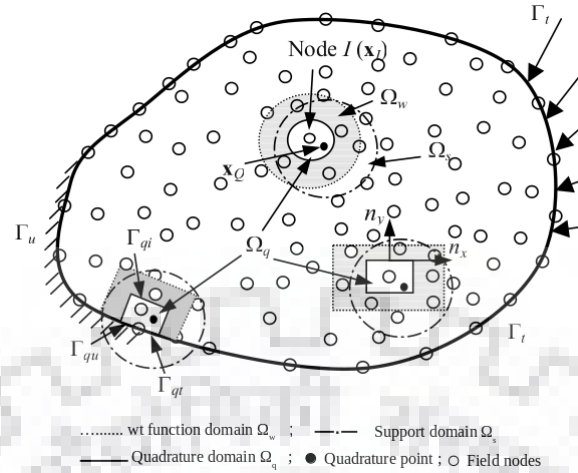 Γt
Node I (xI)
Ωw
Ωs
xQ
Γu
Γqi
Ωq
ny
nx
Γqu
Γqt
Γt
........ wt function domain Ωw ; Support domain Ωs
Quadrature domain Ωq ; Quadrature point ; Field nodes